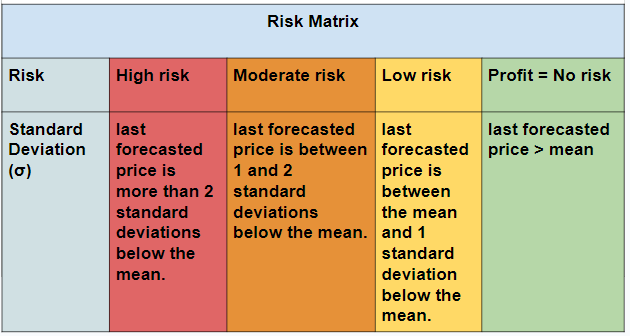 Risk Matrix
Risk
High risk
Moderate risk
Low risk
Profit = No risk
Standard
Deviation
(σ)
last
forecasted
price is
more than 2
standard
deviations
below the
mean.
last forecasted
price is between
1 and 2
standard
deviations
below the mean.
last
forecasted
price is
between
the mean
and 1
standard
deviation
below the
mean.
last forecasted
price > mean